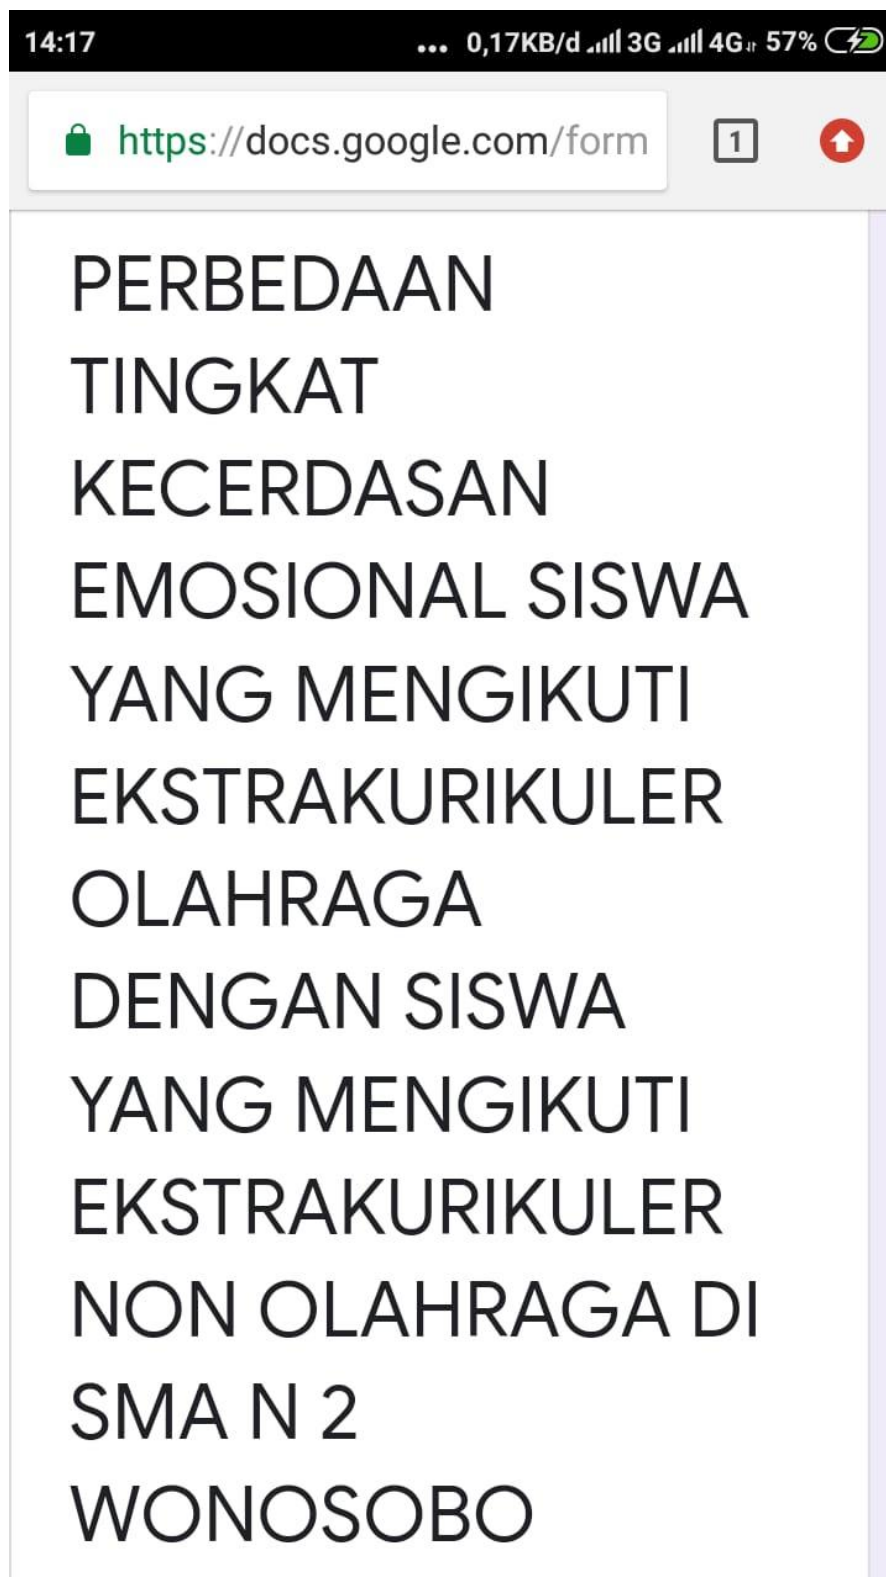 14:17 ... 0,17KB/d 3G 4G 57%
https://docs.google.com/form 1
PERBEDAAN
TINGKAT
KECERDASAN
EMOSIONAL SISWA
YANG MENGIKUTI
EKSTRAKURIKULER
OLAHRAGA
DENGAN SISWA
YANG MENGIKUTI
EKSTRAKURIKULER
NON OLAHRAGA DI
SMA N 2
WONOSOBO